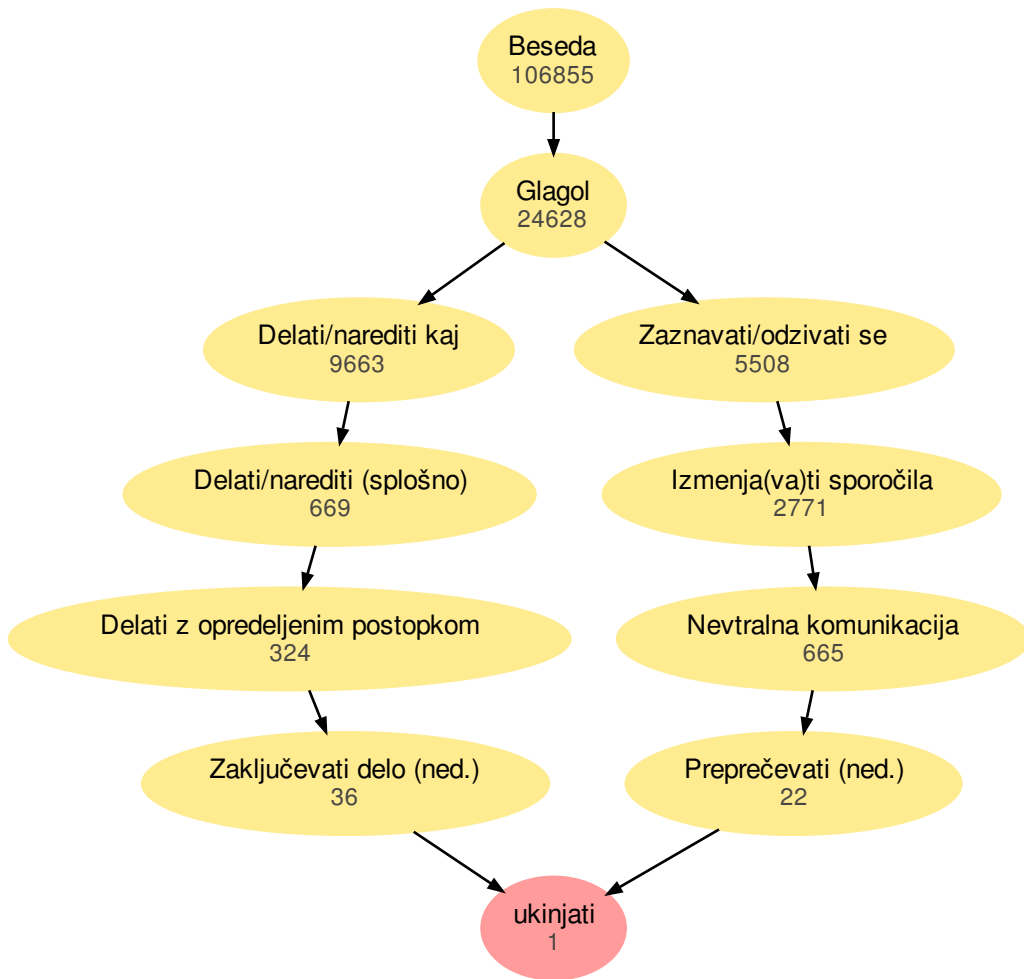 Beseda
106855
Glagol
24628
Delati/narediti kaj
9663
Zaznavati/odzivati se
5508
Delati/narediti (splošno)
669
Izmenja(va)ti sporočila
2771
Delati z opredeljenim postopkom
324
Nevtralna komunikacija
665
Zaključevati delo (ned.)
36
Preprečevati (ned.)
22
ukinjati
1